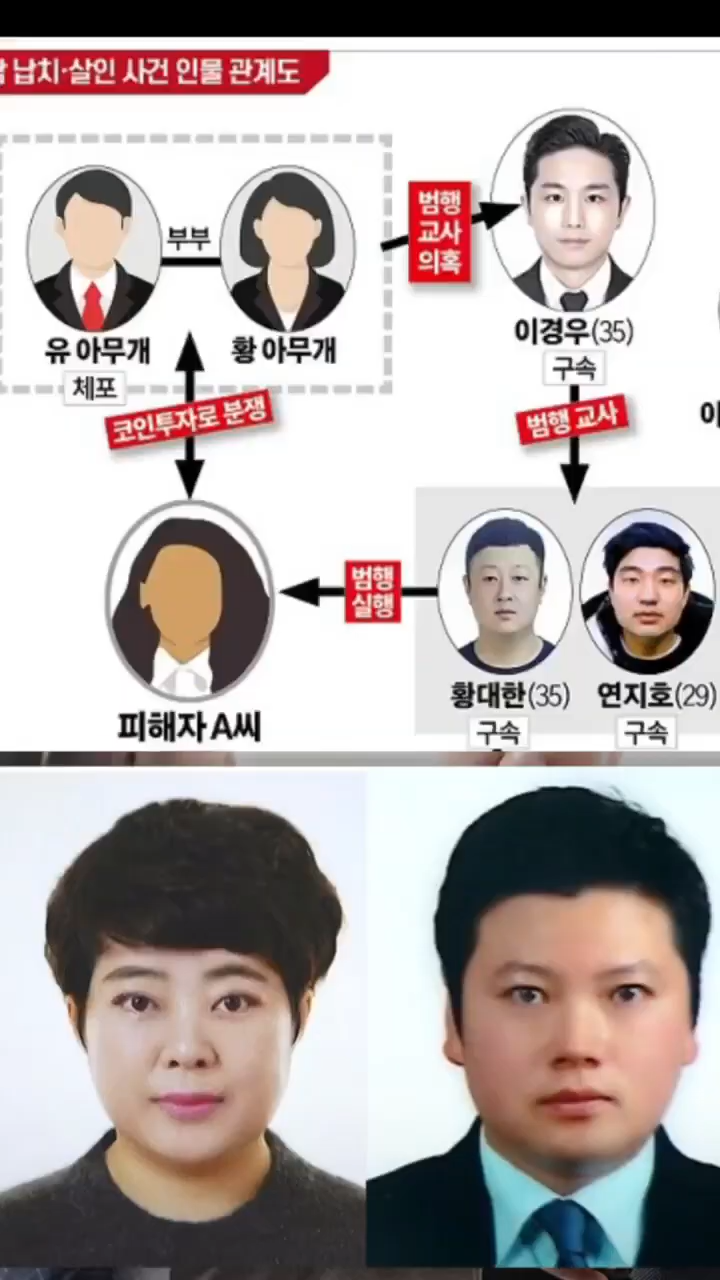 납치·살인 사건 인물 관계도
부부
범행
교사
의혹
유 아무개
황 아무개
체포
이경우(35)
구속
코인투자로 분쟁
범행 교사
범행
실행
피해자 A씨
황대한(35)
연지호(29)
구속
구속